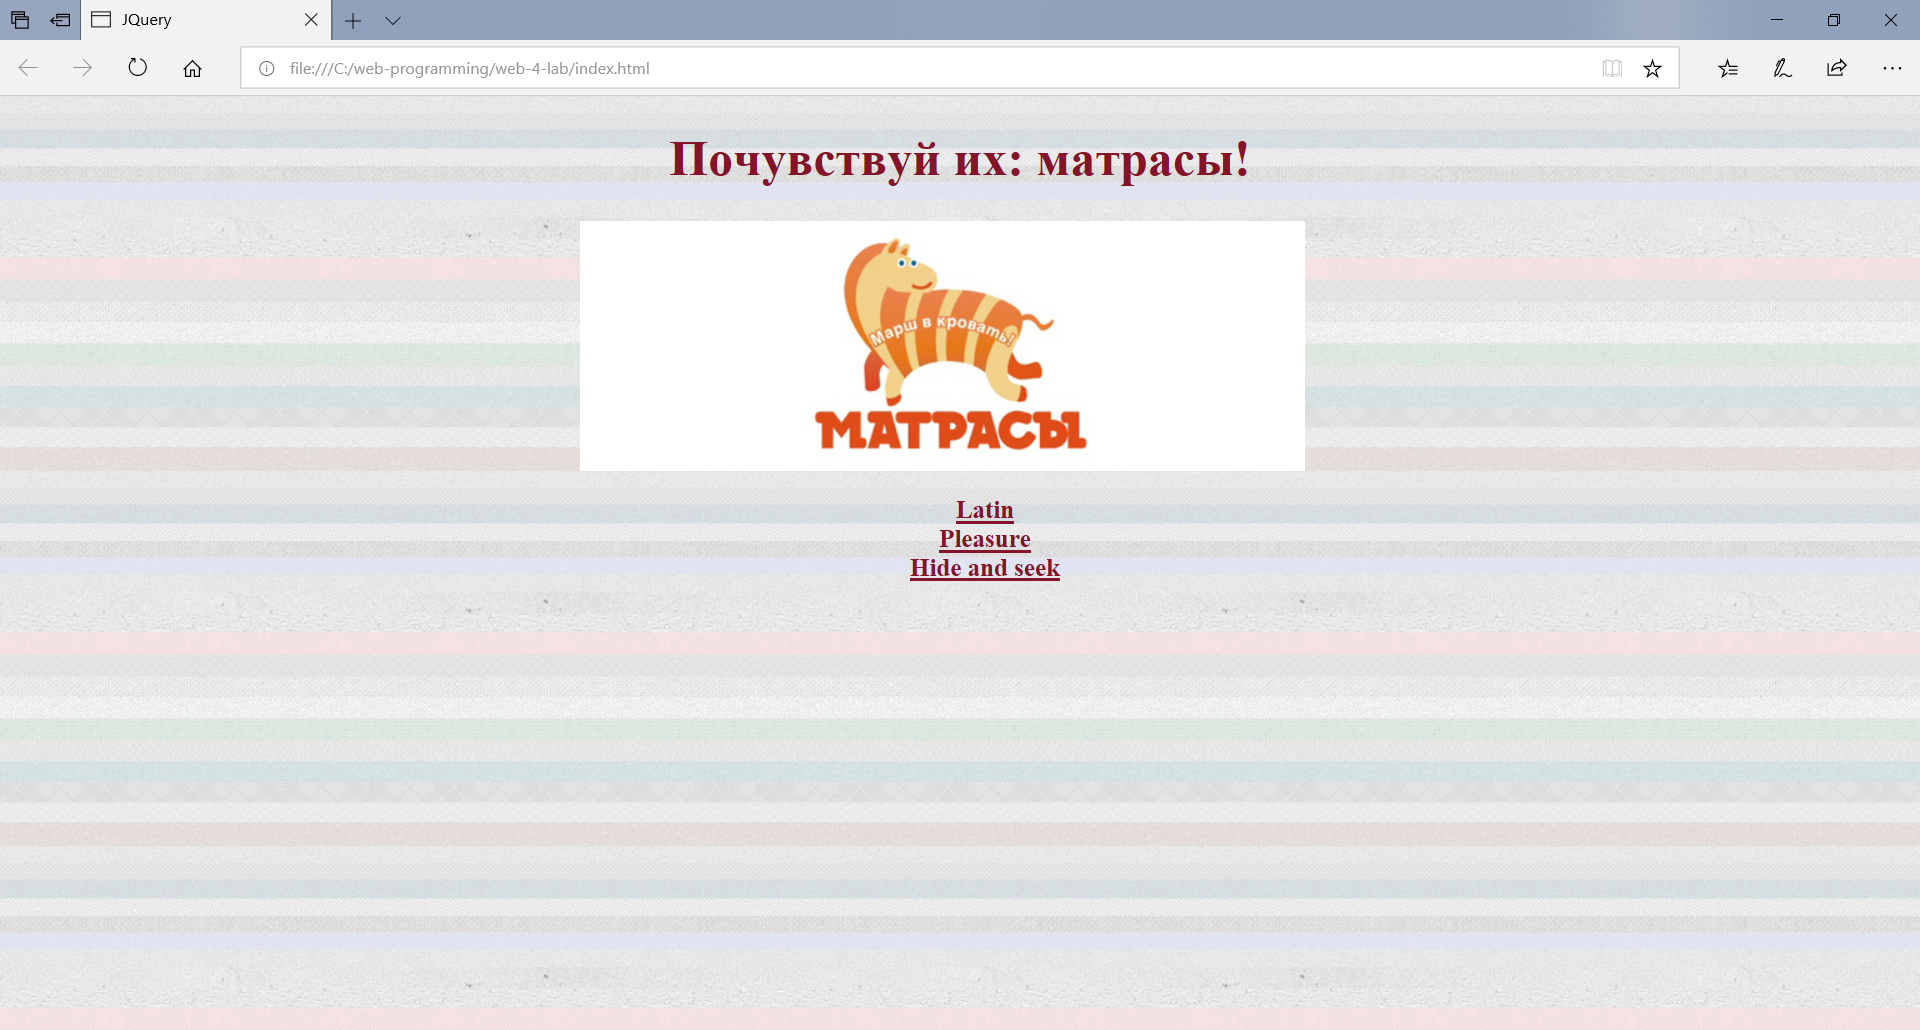 JQuery
file:///C:/web-programming/web-4-lab/index.html
Почувствуй их: матрасы!
Марш в кровать!
МАТРАСЫ
Latin
Pleasure
Hide and seek